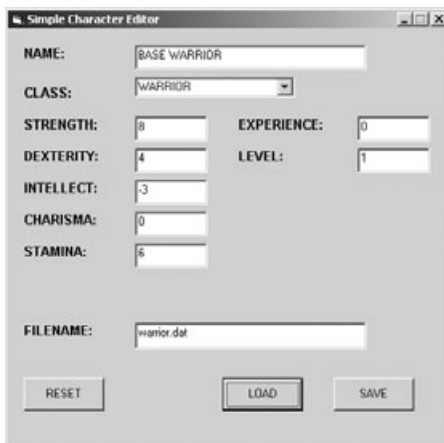 Simple Character Editor
NAME: BASE WARRIOR
CLASS: WARRIOR
STRENGTH: 8 EXPERIENCE: 0
DEXTERITY: 4 LEVEL: 1
INTELLECT: -3
CHARISMA: 0
STAMINA: 6
FILENAME: warrior.dat
RESET LOAD SAVE